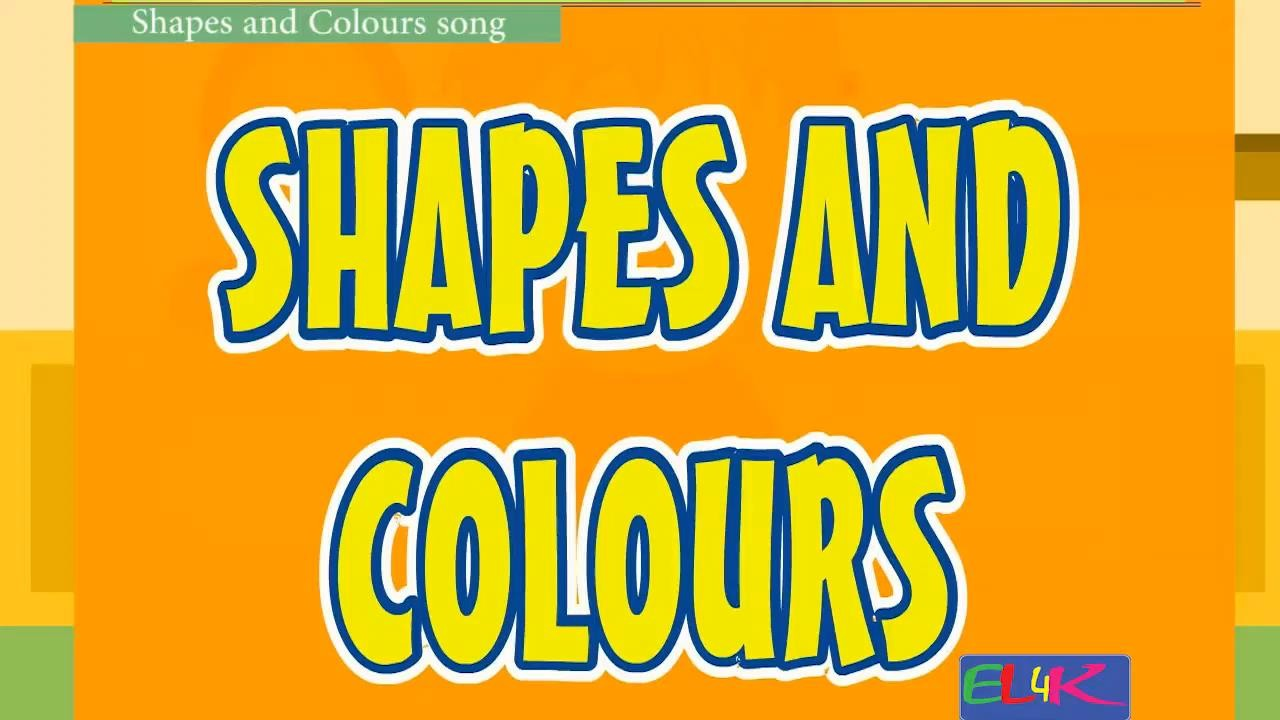 Shapes and Colours song
SHAPES AND
COLOURS
EL4K